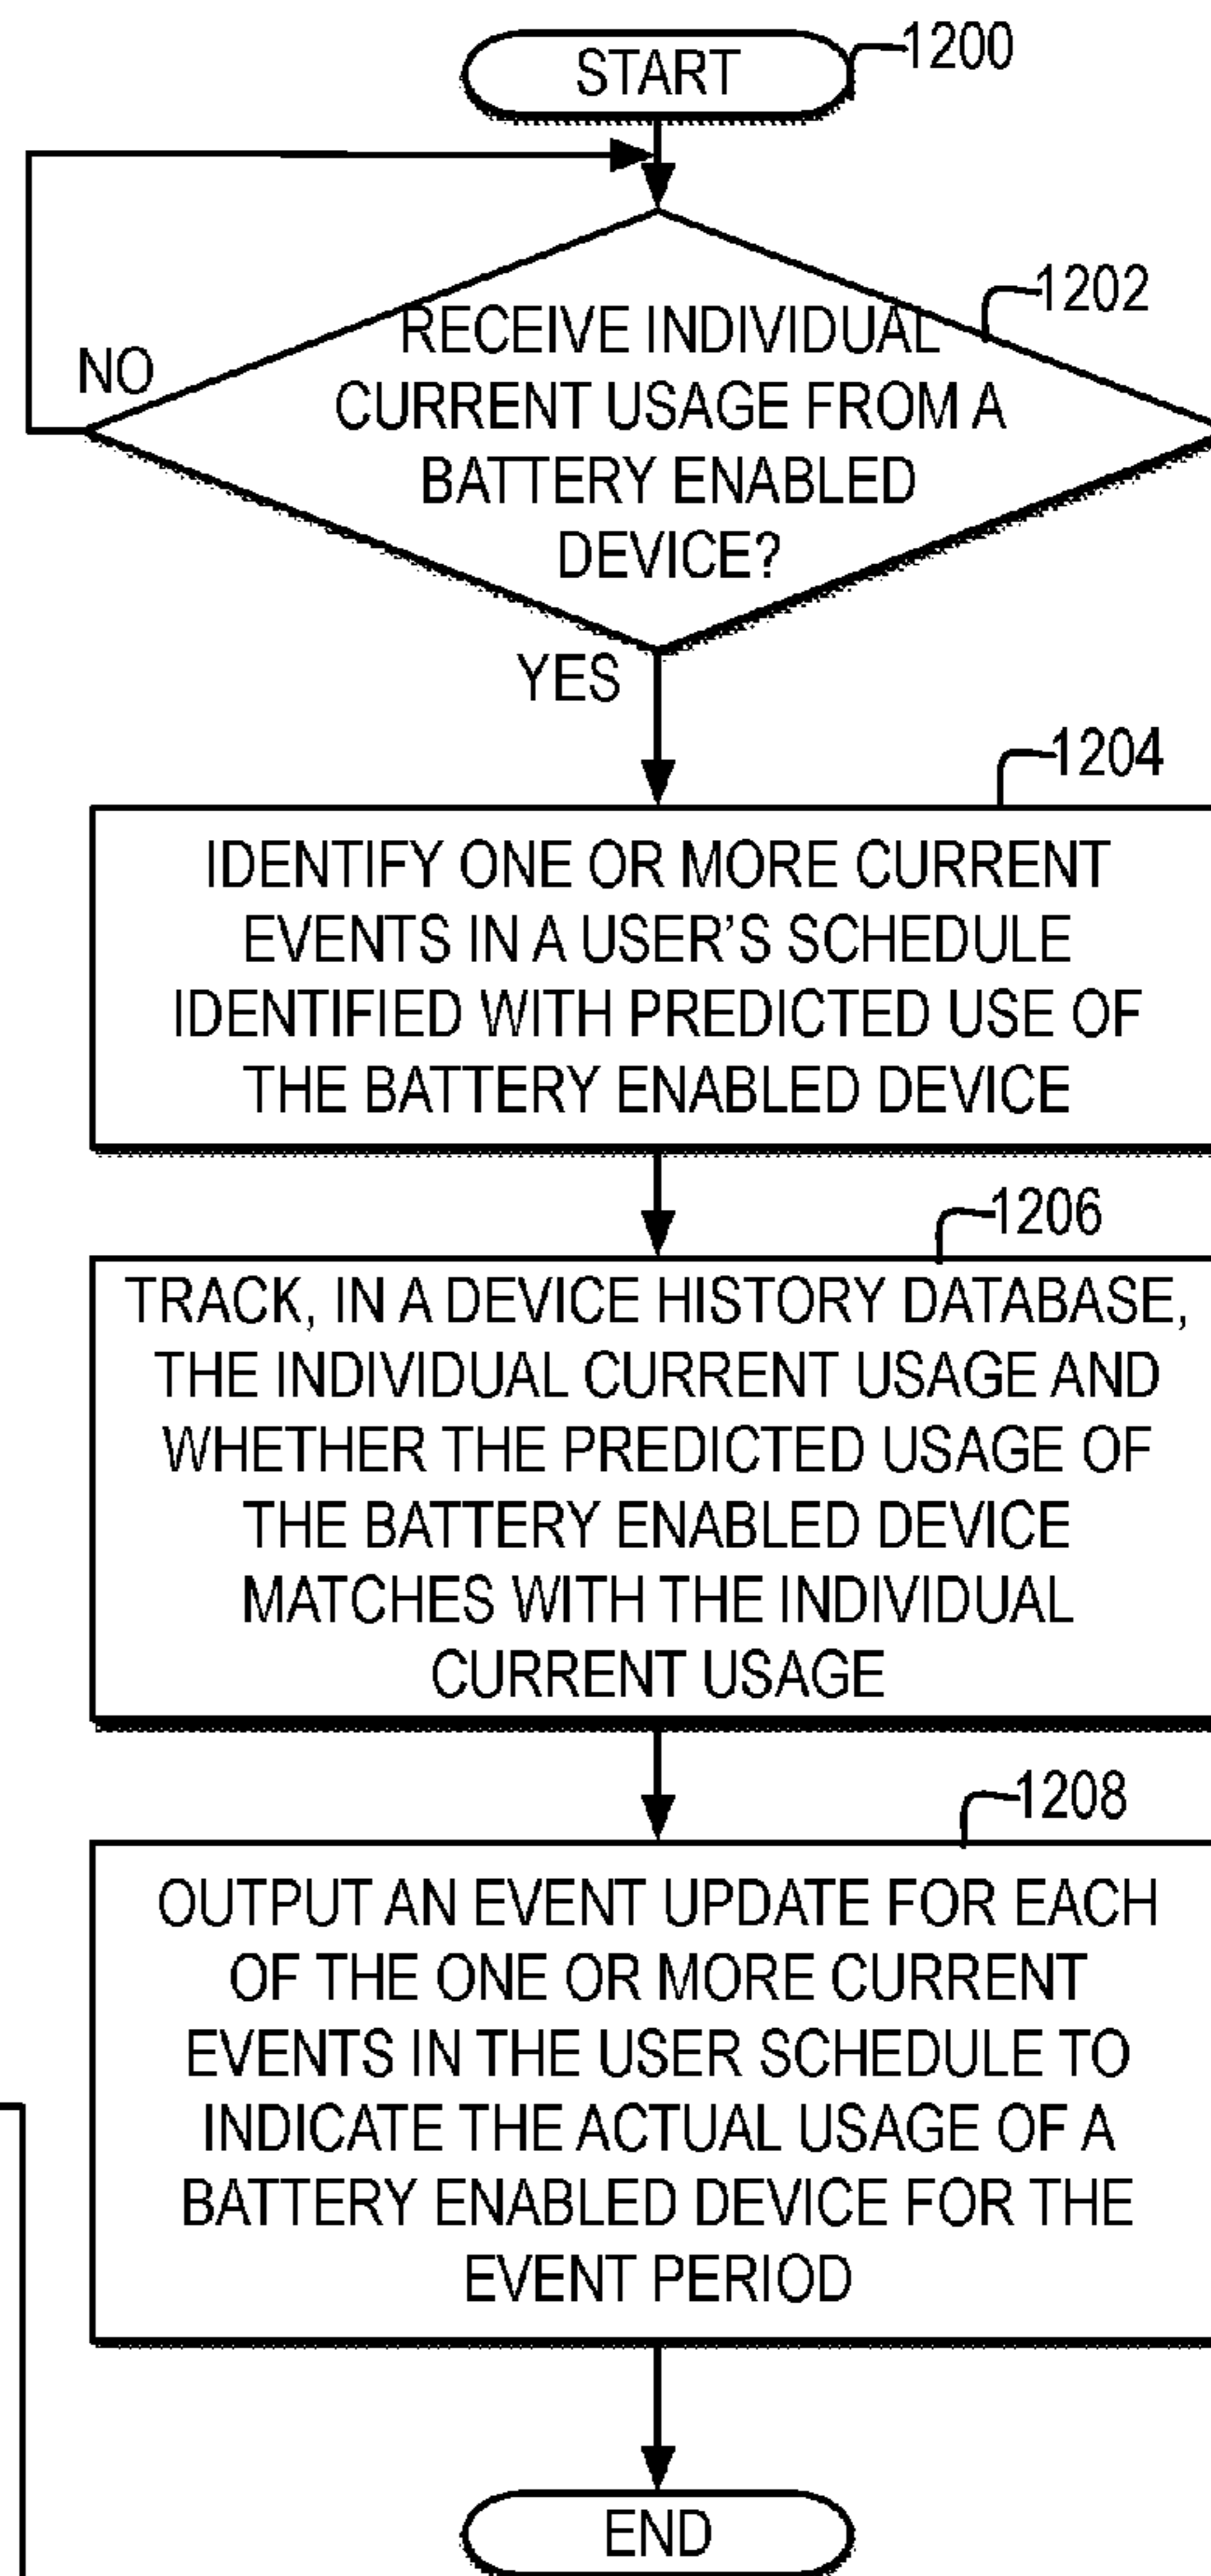 START
1200
1202
RECEIVE INDIVIDUAL
CURRENT USAGE FROM A
BATTERY ENABLED
DEVICE?
NO
YES
1204
IDENTIFY ONE OR MORE CURRENT
EVENTS IN A USER'S SCHEDULE
IDENTIFIED WITH PREDICTED USE OF
THE BATTERY ENABLED DEVICE
1206
TRACK, IN A DEVICE HISTORY DATABASE,
THE INDIVIDUAL CURRENT USAGE AND
WHETHER THE PREDICTED USAGE OF
THE BATTERY ENABLED DEVICE
MATCHES WITH THE INDIVIDUAL
CURRENT USAGE
1208
OUTPUT AN EVENT UPDATE FOR EACH
OF THE ONE OR MORE CURRENT
EVENTS IN THE USER SCHEDULE TO
INDICATE THE ACTUAL USAGE OF A
BATTERY ENABLED DEVICE FOR THE
EVENT PERIOD
END